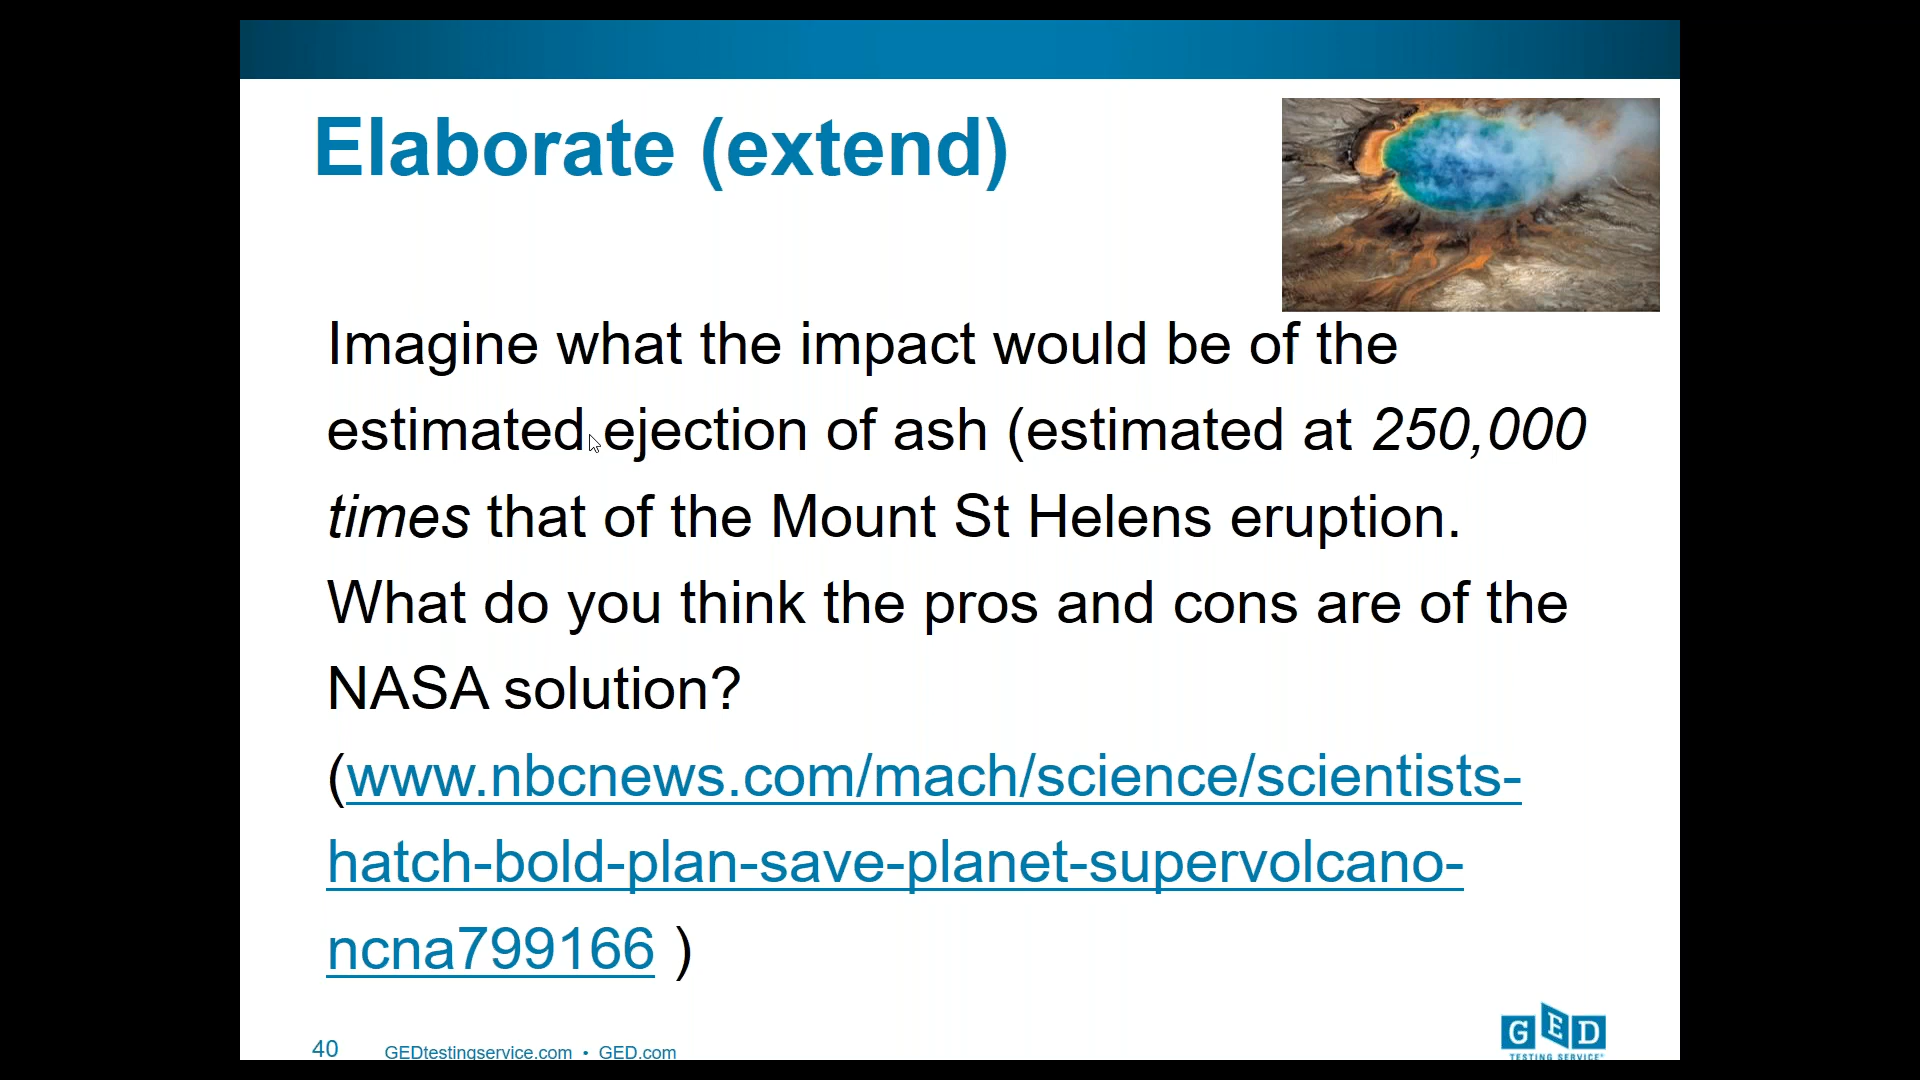 Elaborate (extend)
Imagine what the impact would be of the
estimated ejection of ash (estimated at 250,000
times that of the Mount St Helens eruption.
What do you think the pros and cons are of the
NASA solution?
(www.nbcnews.com/mach/science/scientists-
hatch-bold-plan-save-planet-supervolcano-
ncna799166 )
40
GEDtestingservice.com • GED.com
GED
TESTING SERVICE